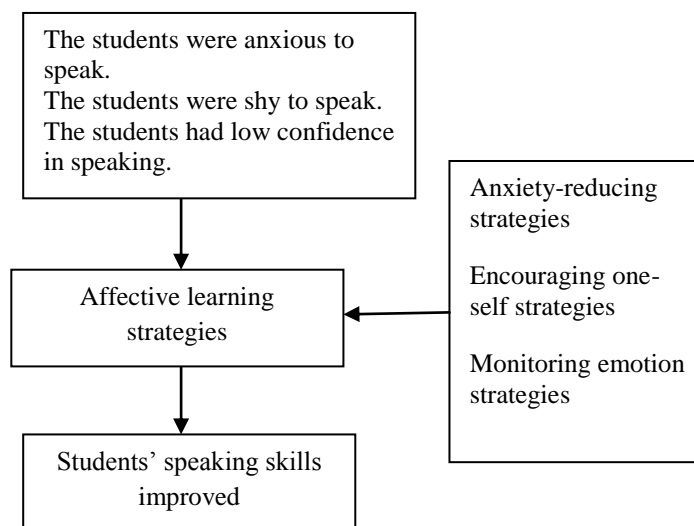 The students were anxious to
speak.
The students were shy to speak.
The students had low confidence
in speaking.
Anxiety-reducing
strategies
Encouraging one-
self strategies
Monitoring emotion
strategies
Affective learning
strategies
Students’ speaking skills
improved